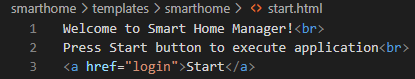 smarthome > templates > smarthome > <> start.html
1 Welcome to Smart Home Manager!<br>
2 Press Start button to execute application<br>
3 <a href="login">Start</a>